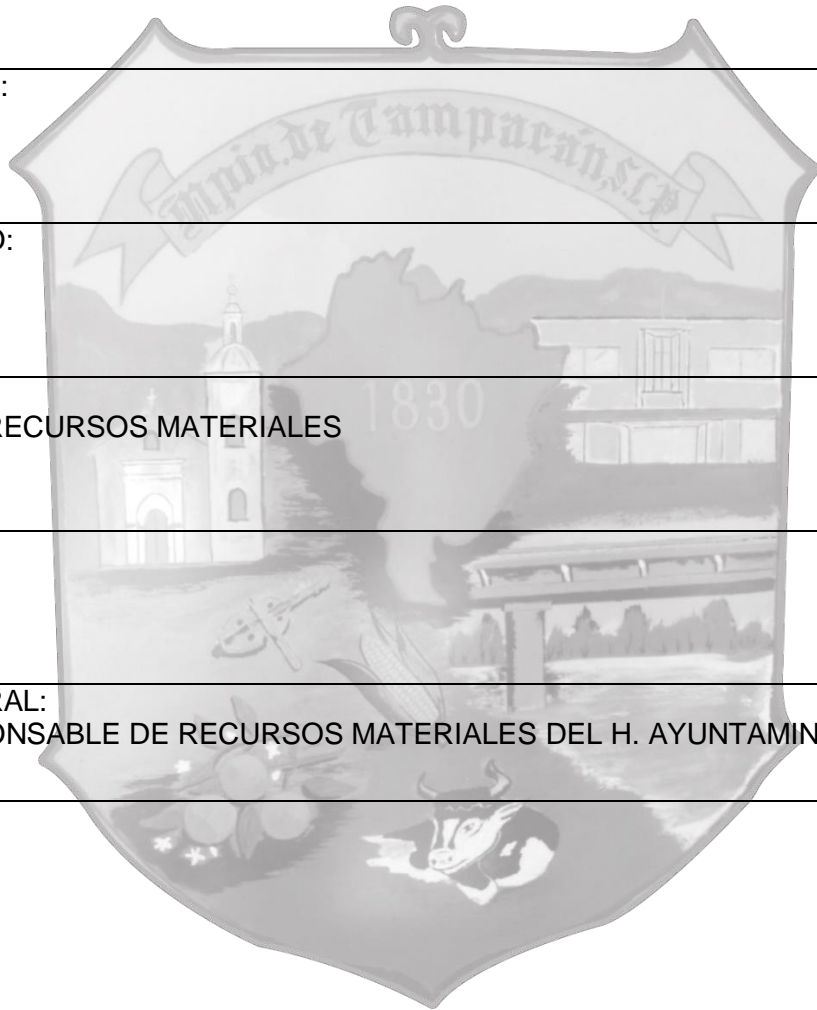 :
Mpio. de Tampacán, S.L.P.
O:
1830
RECURSOS MATERIALES
RAL:
ONSABLE DE RECURSOS MATERIALES DEL H. AYUNTAMIN